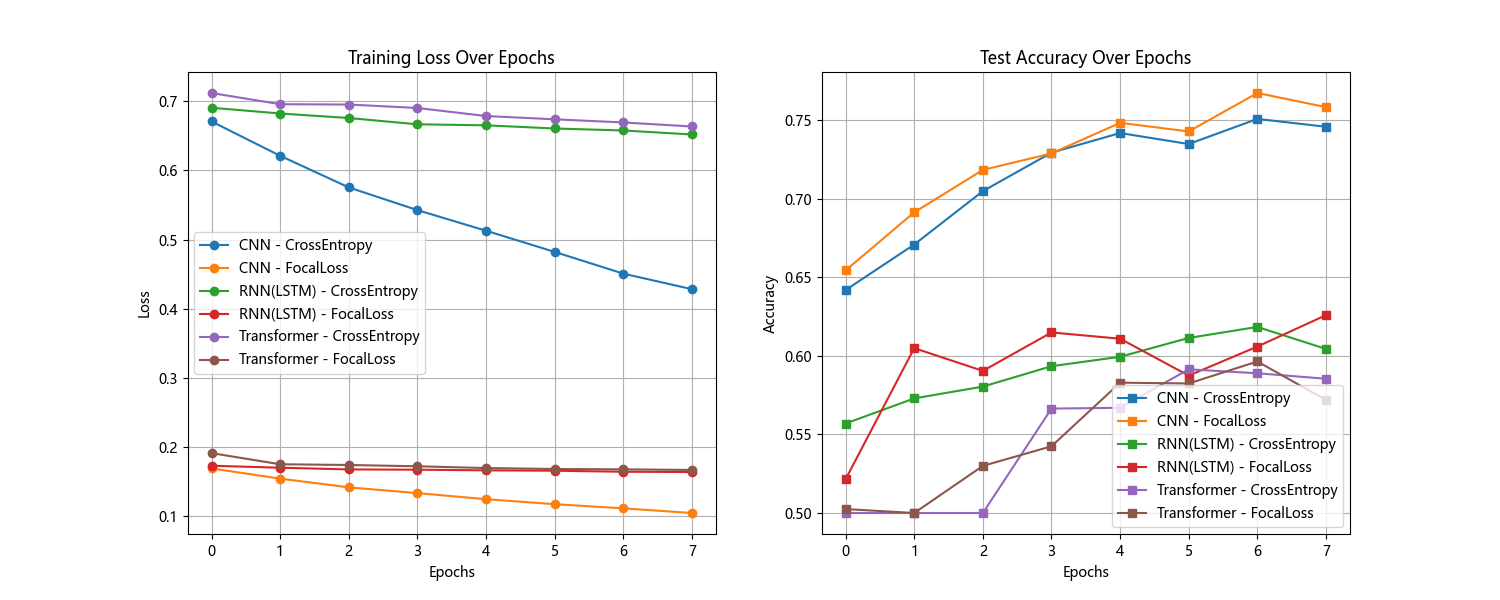 Training Loss Over Epochs
0.7
0.6
0.5
0.4
0.3
0.2
0.1
Loss
CNN - CrossEntropy
CNN - FocalLoss
RNN(LSTM) - CrossEntropy
RNN(LSTM) - FocalLoss
Transformer - CrossEntropy
Transformer - FocalLoss
0 1 2 3 4 5 6 7
Epochs
Test Accuracy Over Epochs
0.75
0.70
0.65
0.60
0.55
0.50
Accuracy
CNN - CrossEntropy
CNN - FocalLoss
RNN(LSTM) - CrossEntropy
RNN(LSTM) - FocalLoss
Transformer - CrossEntropy
Transformer - FocalLoss
0 1 2 3 4 5 6 7
Epochs